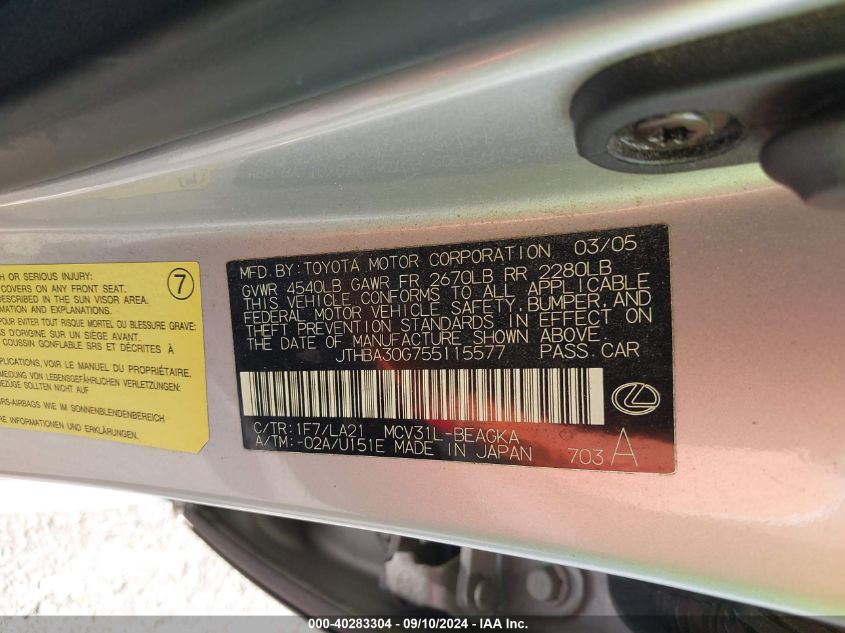 MFD. BY: TOYOTA MOTOR CORPORATION 03/05
GVWR 4540LB GAWR FR 2670LB RR 2280LB
THIS VEHICLE CONFORMS TO ALL APPLICABLE
FEDERAL MOTOR VEHICLE SAFETY, BUMPER, AND
THEFT PREVENTION STANDARDS IN EFFECT ON
THE DATE OF MANUFACTURE SHOWN ABOVE.
JTHBA30G755115577 PASS. CAR
C/TR: 1F7/LA21 MCV31L-BEAGKA
A/TM: -02A/U151E MADE IN JAPAN 703 A
7
H OR SERIOUS INJURY:
COVERS ON ANY FRONT SEAT.
DESCRIBED IN THE SUN VISOR AREA.
MATION AND EXPLANATIONS.
POUR EVITER TOUT RISQUE MORTEL OU BLESSURE GRAVE:
AS D'ORIGINE SUR UN SIÈGE AVANT.
COUSSIN GONFLABLE SRS ET DÉCRITES À
N, VOIR LE MANUEL DU PROPRIÉTAIRE.
MEIDUNG VON LEBENSGEFÄHRLICHEN VERLETZUNGEN:
ZE SOLLTEN NICHT AUF
RS-AIRBAGS WIE IM SONNENBLENDENBEREICH
000-40283304 - 09/10/2024 - IAA Inc.